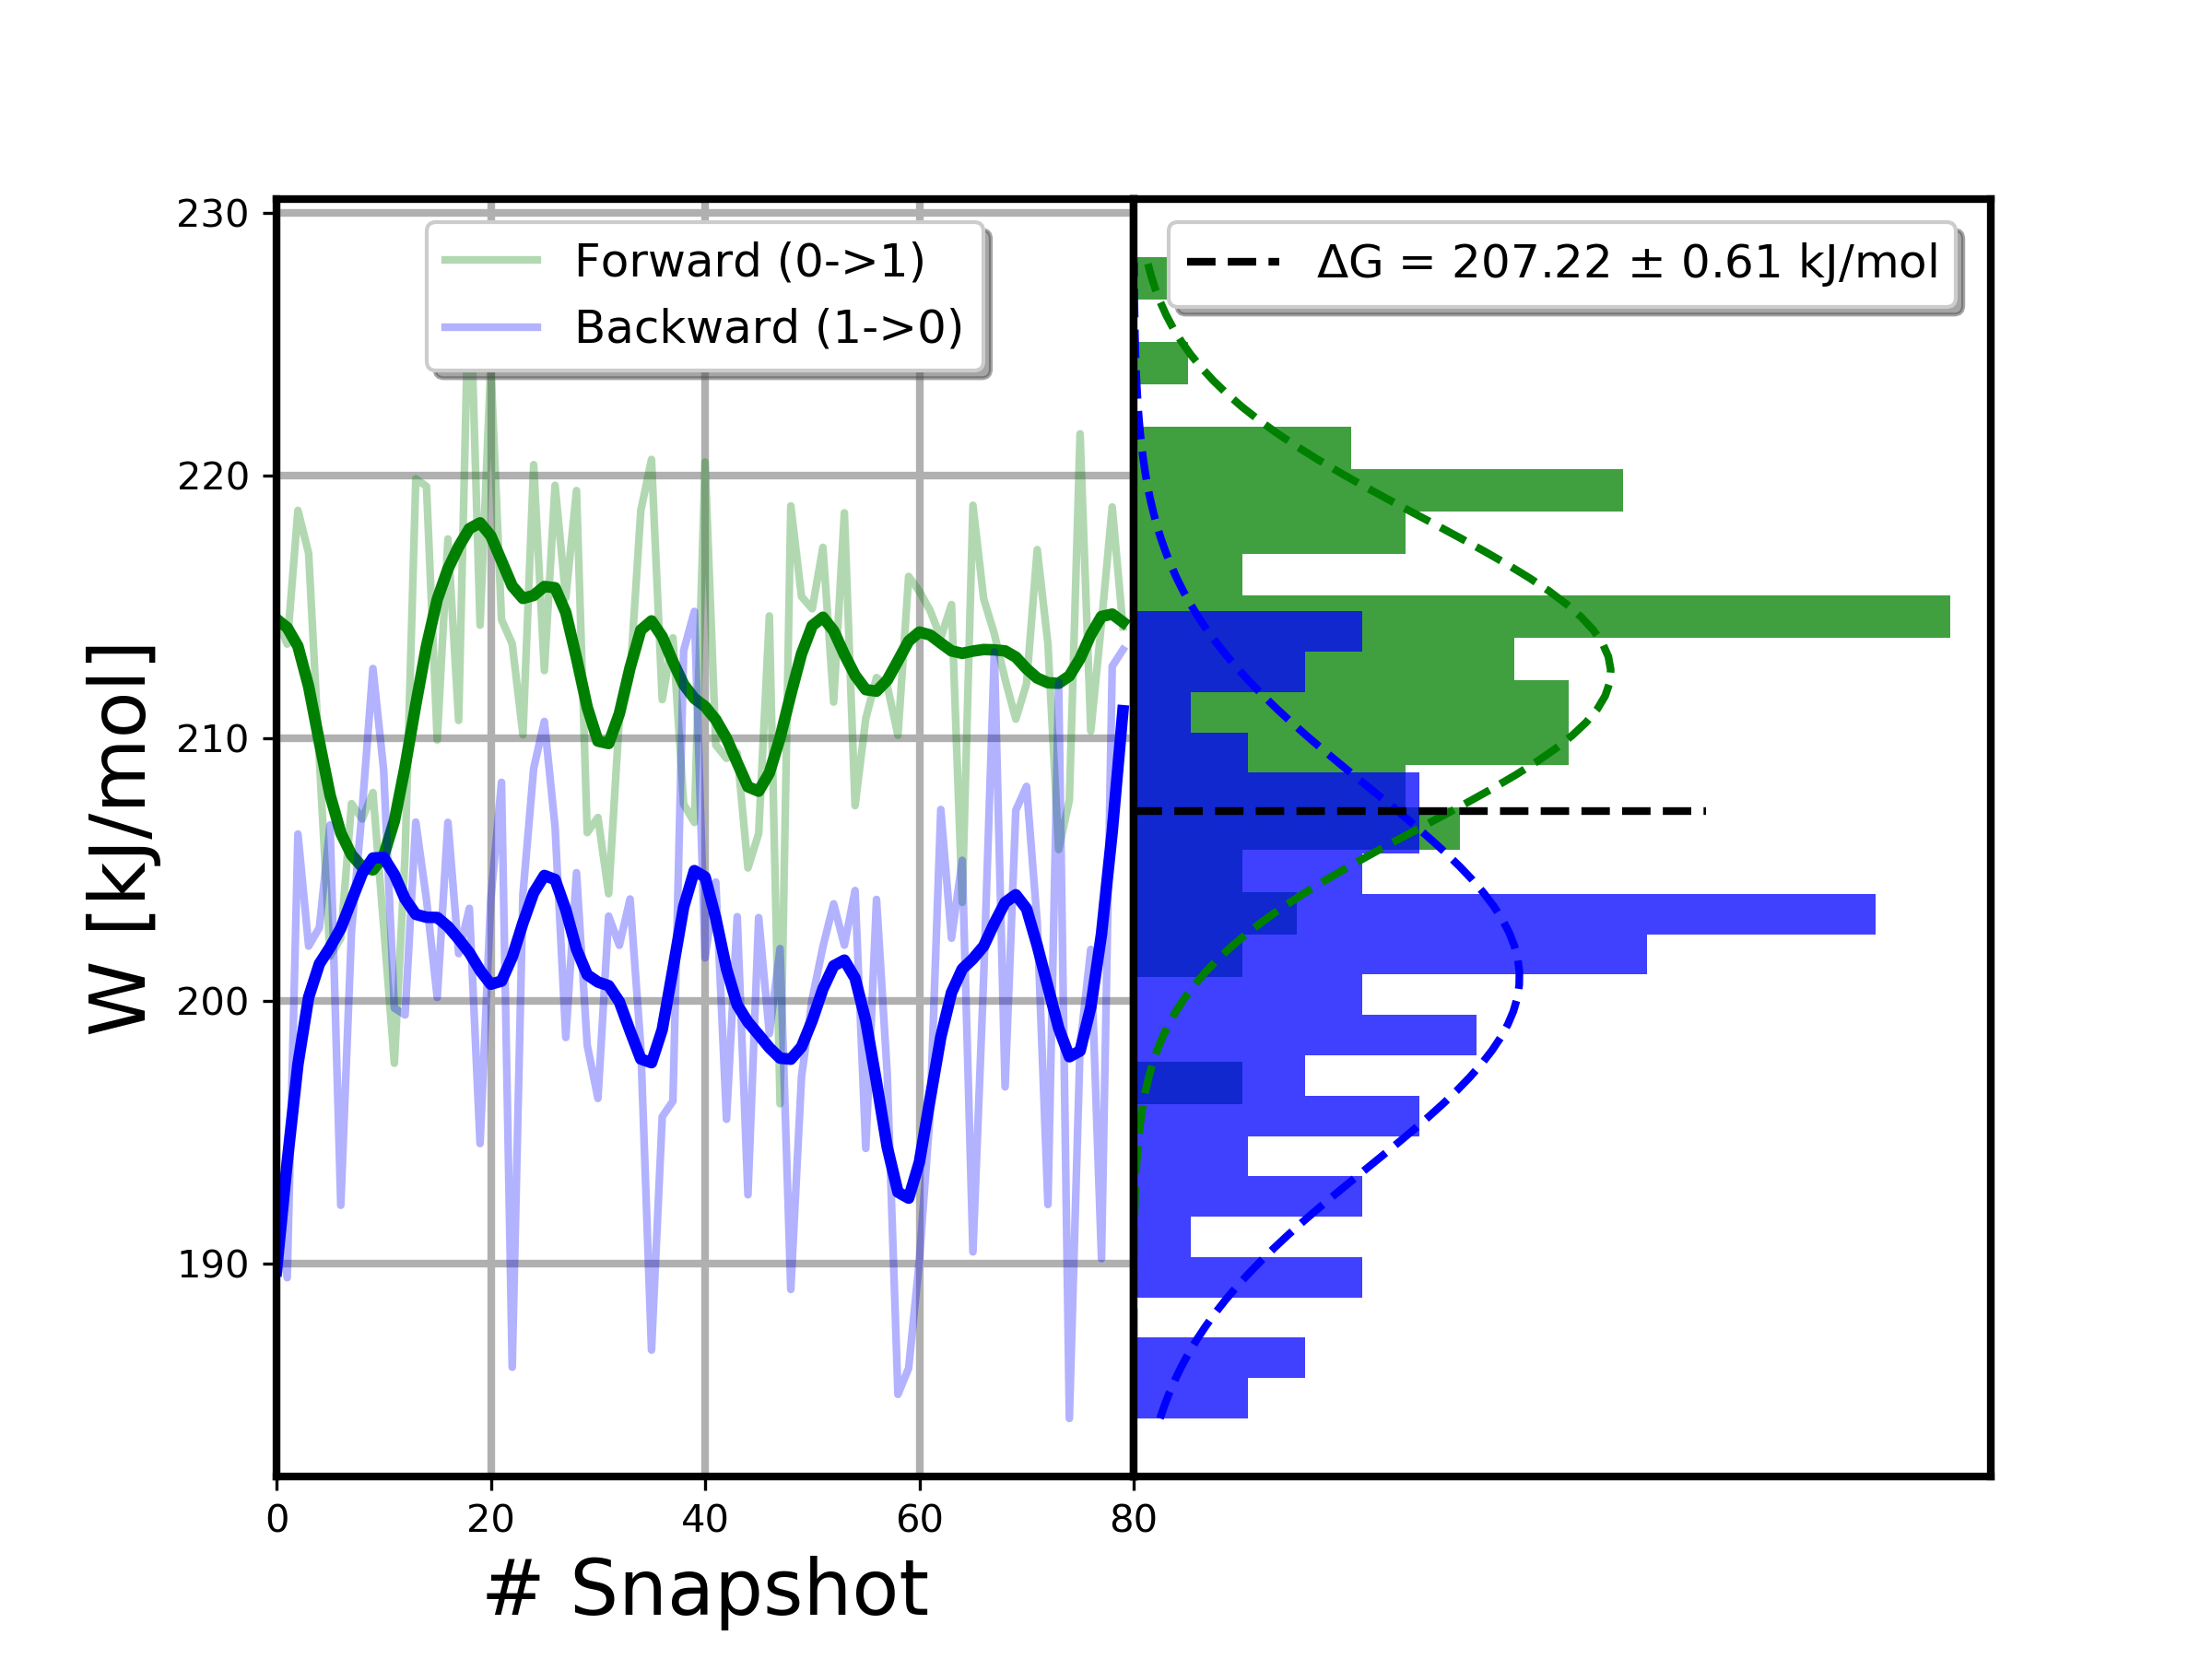 230
220
210
200
190
W [kJ/mol]
Forward (0->1)
Backward (1->0)
ΔG = 207.22 ± 0.61 kJ/mol
0 20 40 60 80
# Snapshot